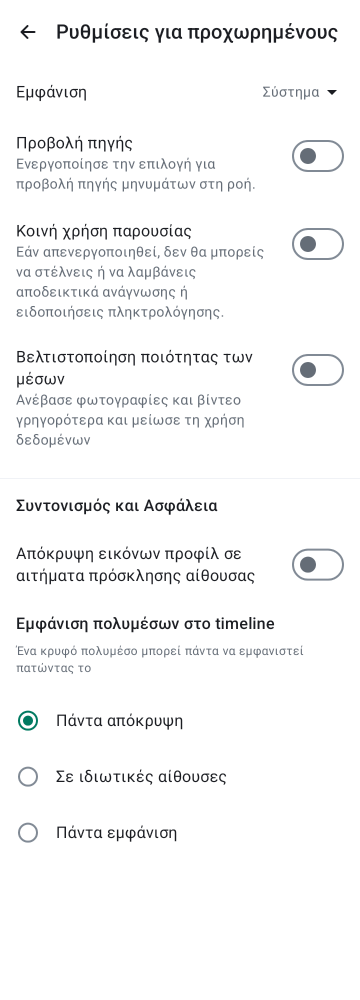 Ρυθμίσεις για προχωρημένους
Εμφάνιση
Σύστημα
Προβολή πηγής
Ενεργοποίησε την επιλογή για
προβολή πηγής μηνυμάτων στη ροή.
Κοινή χρήση παρουσίας
Εάν απενεργοποιηθεί, δεν θα μπορείς
να στέλνεις ή να λαμβάνεις
αποδεικτικά ανάγνωσης ή
ειδοποιήσεις πληκτρολόγησης.
Βελτιστοποίηση ποιότητας των
μέσων
Ανέβασε φωτογραφίες και βίντεο
γρηγορότερα και μείωσε τη χρήση
δεδομένων
Συντονισμός και Ασφάλεια
Απόκρυψη εικόνων προφίλ σε
αιτήματα πρόσκλησης αίθουσας
Εμφάνιση πολυμέσων στο timeline
Ένα κρυφό πολυμέσο μπορεί πάντα να εμφανιστεί
πατώντας το
Πάντα απόκρυψη
Σε ιδιωτικές αίθουσες
Πάντα εμφάνιση